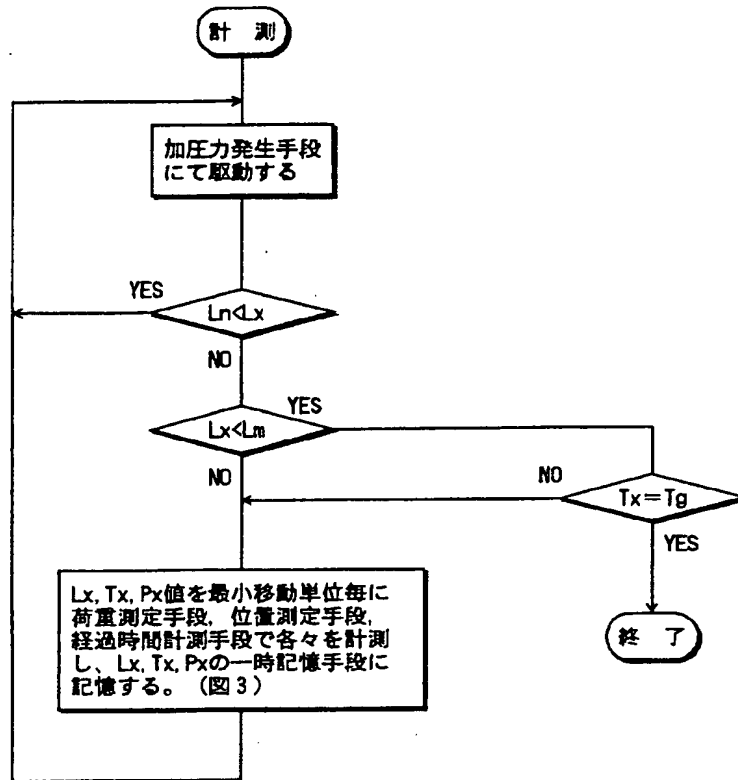 計 測
加圧力発生手段
にて駆動する
YES
Ln<Lx
NO
YES
Lx<Lm
NO
NO
Tx=Tg
YES
Lx, Tx, Px値を最小移動単位毎に
荷重測定手段, 位置測定手段,
経過時間計測手段で各々を計測
し、Lx, Tx, Pxの一時記憶手段に
記憶する。（図３）
終 了